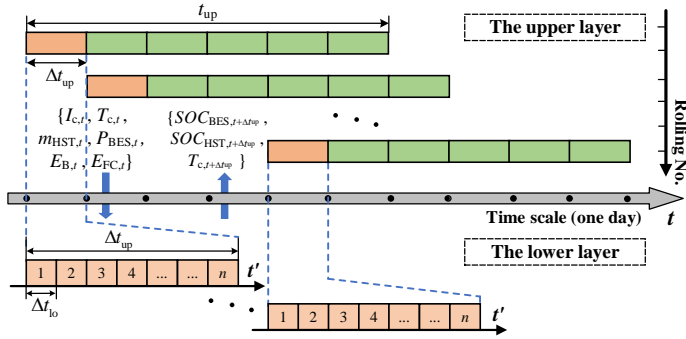 t_up
The upper layer
Δt_up
{I_c,t, T_c,t,
m_HST,t, P_BES,t,
E_B,t, E_FC,t}
{SOC_BES,t+Δtup,
SOC_HST,t+Δtup,
T_c,t+Δtup }
• • •
Rolling No.
Time scale (one day)
t
Δt_up
The lower layer
1 2 3 4 ... ... n
t'
Δt_lo
• • •
1 2 3 4 ... ... n
t'